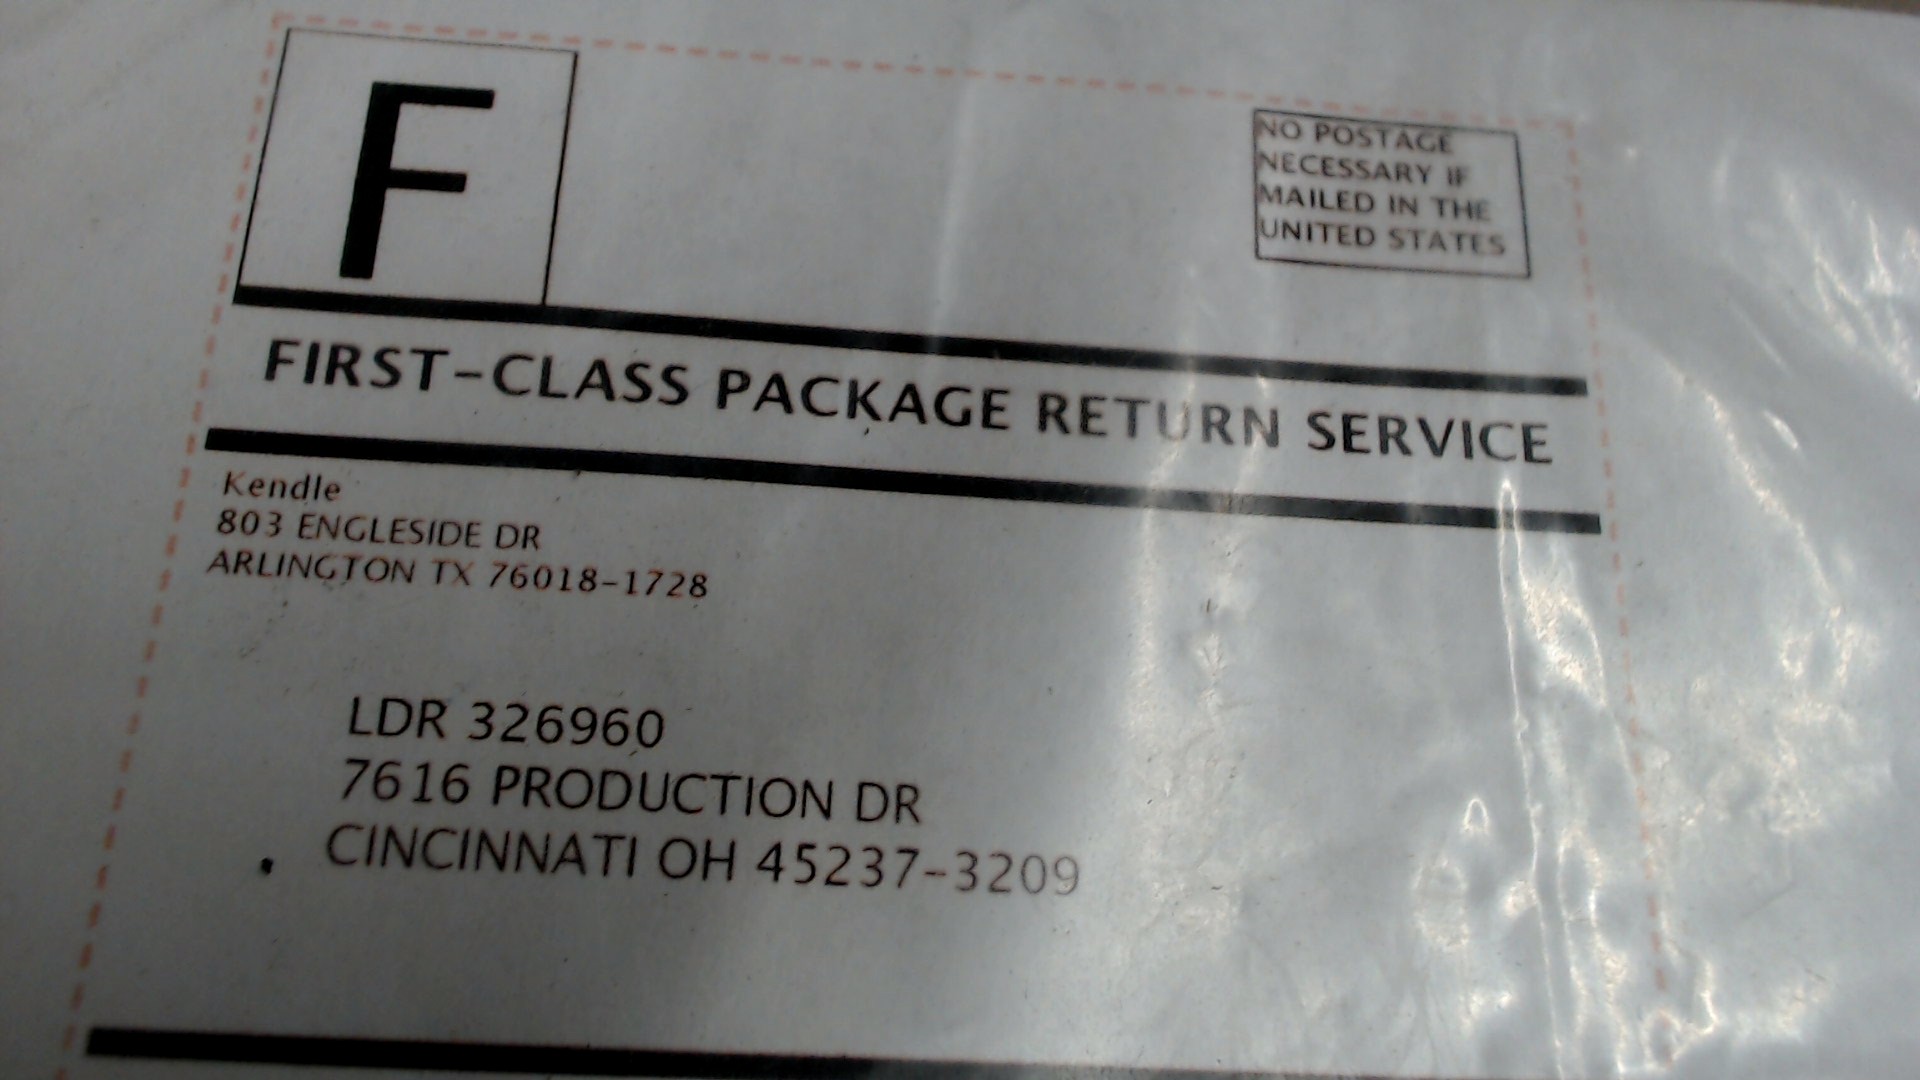 F
NO POSTAGE
NECESSARY IF
MAILED IN THE
UNITED STATES
FIRST-CLASS PACKAGE RETURN SERVICE
Kendle
803 ENGLESIDE DR
ARLINGTON TX 76018-1728
LDR 326960
7616 PRODUCTION DR
CINCINNATI OH 45237-3209